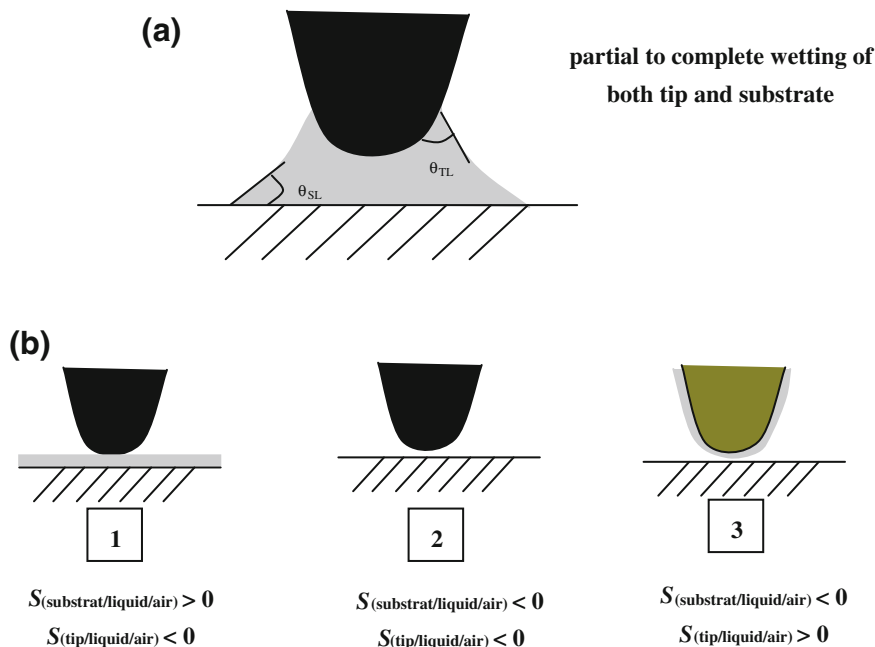 (a)
partial to complete wetting of
both tip and substrate
θTL
θSL
(b)
1
2
3
S(substrat/liquid/air) > 0
S(tip/liquid/air) < 0
S(substrat/liquid/air) < 0
S(tip/liquid/air) < 0
S(substrat/liquid/air) < 0
S(tip/liquid/air) > 0